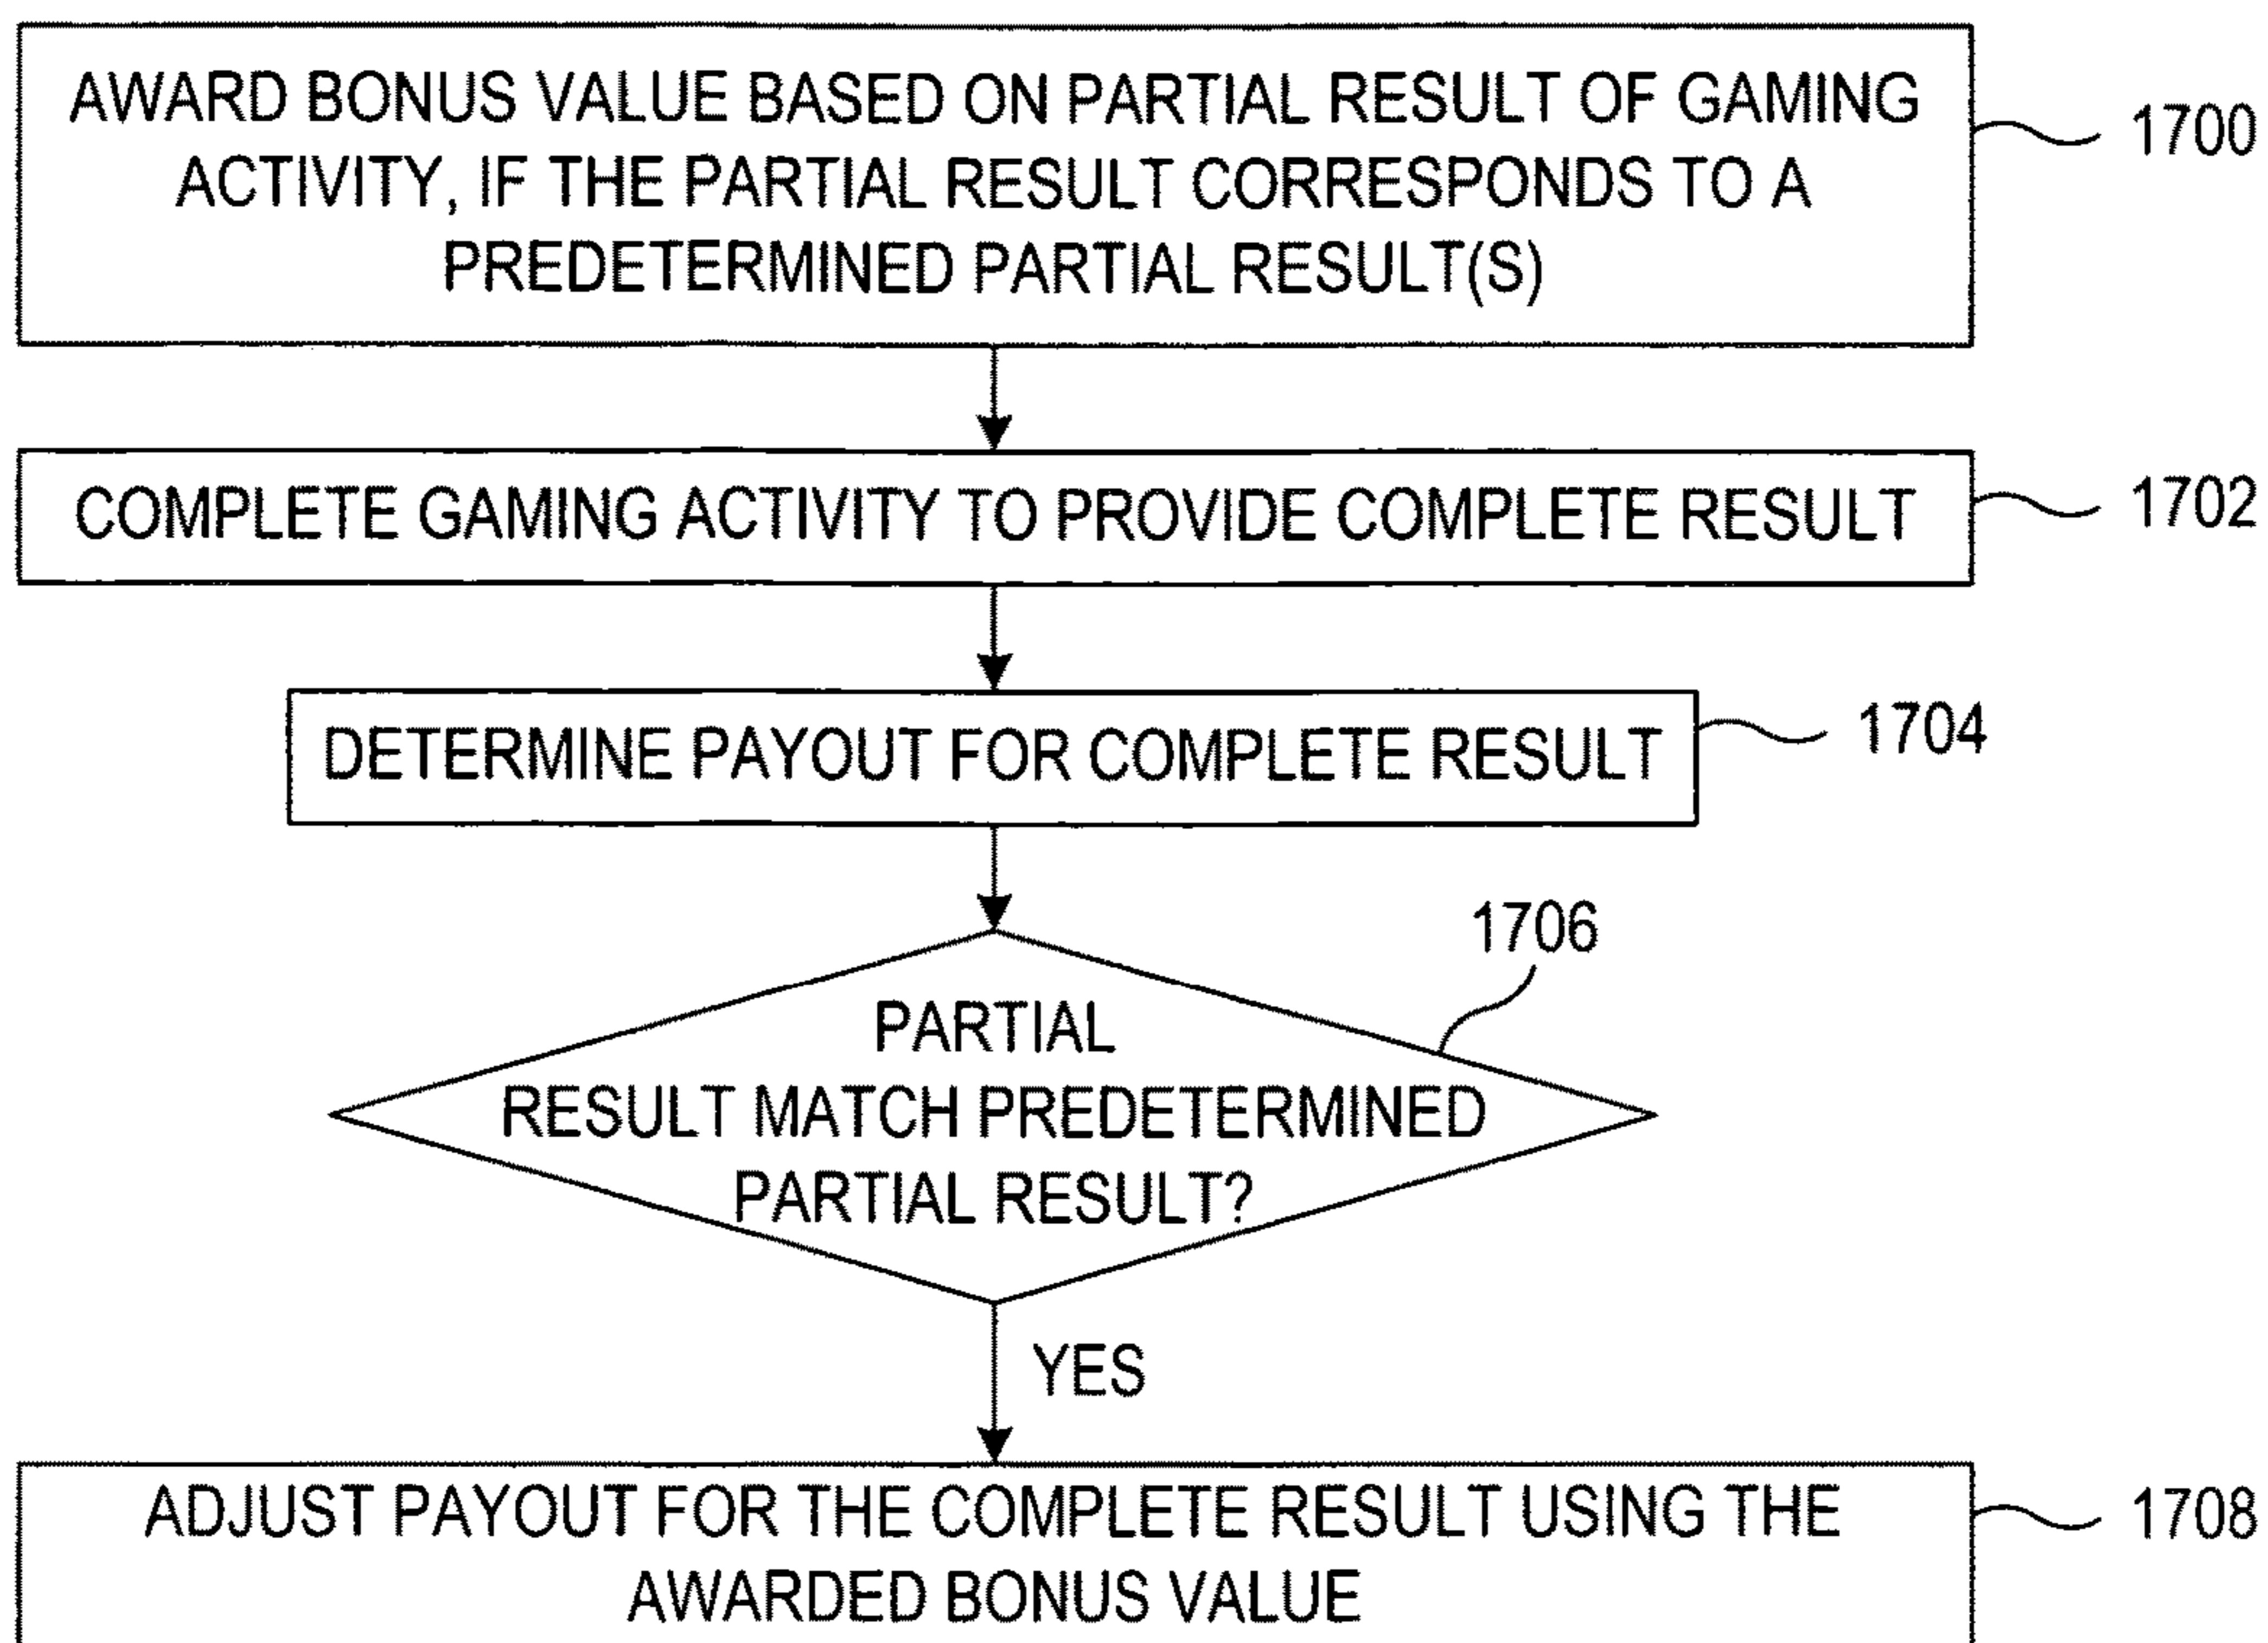 AWARD BONUS VALUE BASED ON PARTIAL RESULT OF GAMING
ACTIVITY, IF THE PARTIAL RESULT CORRESPONDS TO A
PREDETERMINED PARTIAL RESULT(S)
1700
COMPLETE GAMING ACTIVITY TO PROVIDE COMPLETE RESULT
1702
DETERMINE PAYOUT FOR COMPLETE RESULT
1704
1706
PARTIAL
RESULT MATCH PREDETERMINED
PARTIAL RESULT?
YES
ADJUST PAYOUT FOR THE COMPLETE RESULT USING THE
AWARDED BONUS VALUE
1708